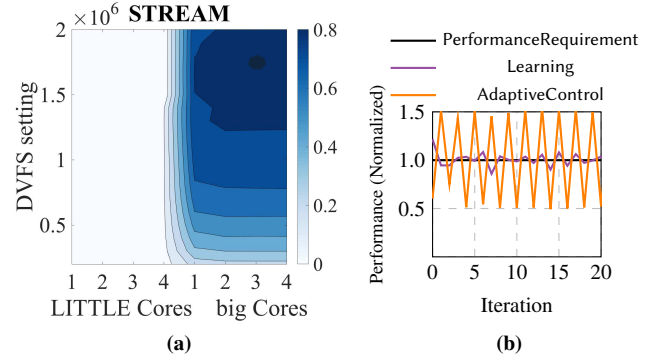 STREAM
×10^6
2
1.5
1
0.5
DVFS setting
1 2 3 4 1 2 3 4
LITTLE Cores big Cores
0.8
0.6
0.4
0.2
0
(a)
PerformanceRequirement
Learning
AdaptiveControl
Performance (Normalized)
1.5
1.0
0.5
0 5 10 15 20
Iteration
(b)